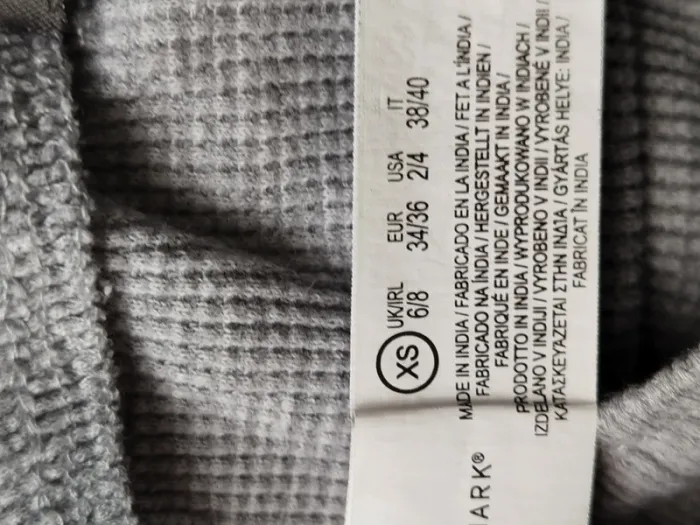 ARK®
XS
UK/IRL EUR USA IT
6/8 34/36 2/4 38/40
MADE IN INDIA / FABRICADO EN LA INDIA / FET A L'ÍNDIA /
FABRICADO NA ÍNDIA / HERGESTELLT IN INDIEN /
FABRIQUÉ EN INDE / GEMAAKT IN INDIA /
PRODOTTO IN INDIA / WYPRODUKOWANO W INDIACH /
IZDELANO V INDIJI / VYROBENO V INDII / VYROBENÉ V INDII /
ΚΑΤΑΣΚΕΥΑΖΕΤΑΙ ΣΤΗΝ ΙΝΔΙΑ / GYÁRTÁS HELYE: INDIA /
FABRICAT ÎN INDIA